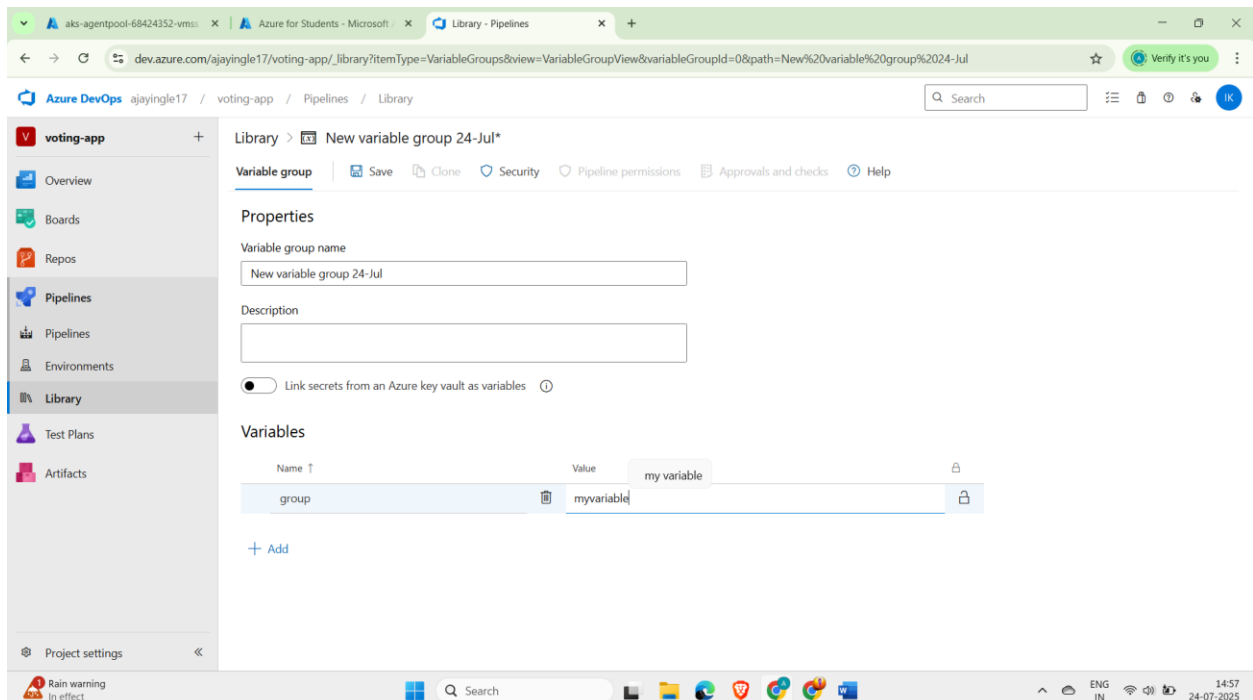 aks-agentpool-68424352-vmss
Azure for Students - Microsoft
Library - Pipelines
dev.azure.com/ajayingle17/voting-app/_library?itemType=VariableGroups&view=VariableGroupView&variableGroupId=0&path=New%20variable%20group%2024-Jul
Verify it's you
Azure DevOps ajayingle17 / voting-app / Pipelines / Library
Search
IK
V voting-app
Library > New variable group 24-Jul*
Variable group Save Clone Security Pipeline permissions Approvals and checks Help
Overview
Boards
Repos
Pipelines
Pipelines
Environments
Library
Test Plans
Artifacts
Properties
Variable group name
New variable group 24-Jul
Description
Link secrets from an Azure key vault as variables
Variables
Name ↑ Value
my variable
group myvariable
+ Add
Project settings
Rain warning
In effect
Search
ENG
IN
14:57
24-07-2025